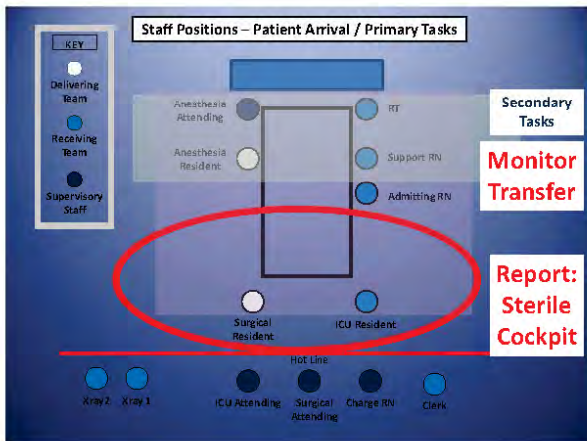 Staff Positions – Patient Arrival / Primary Tasks
KEY
Delivering
Team
Receiving
Team
Supervisory
Staff
Anesthesia
Attending
RT
Secondary
Tasks
Anesthesia
Resident
Support RN
Monitor
Transfer
Admitting RN
Report:
Sterile
Cockpit
Surgical
Resident
ICU Resident
Hot Line
Xray 2
Xray 1
ICU Attending
Surgical
Attending
Charge RN
Clerk